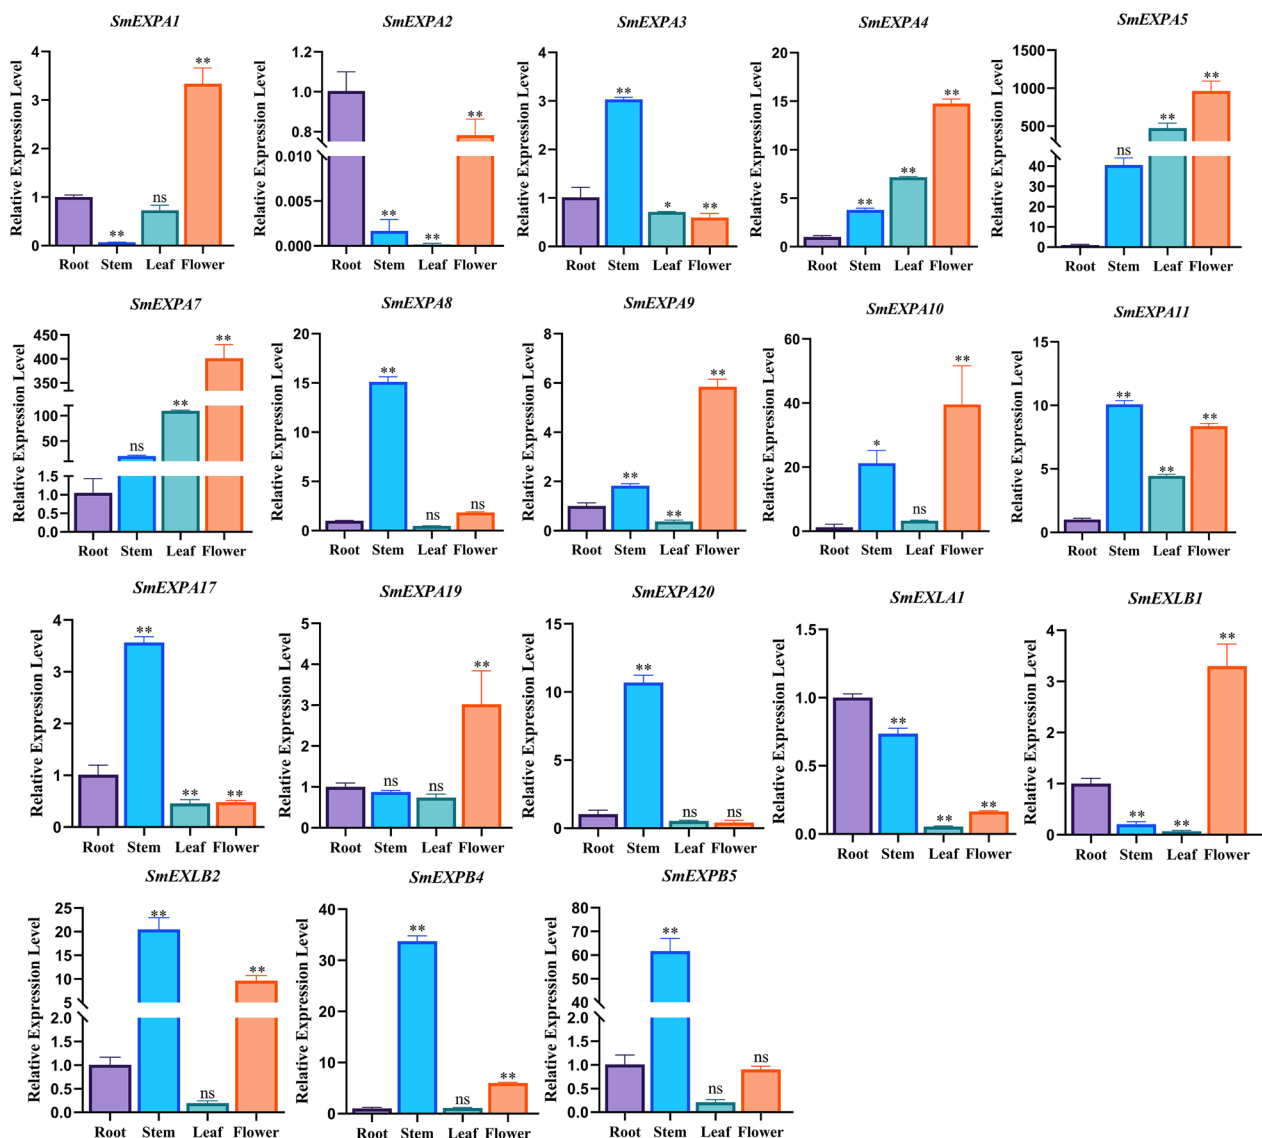 SmEXPA1
Relative Expression Level
4
3
2
1
0
**
ns
**
Root Stem Leaf Flower
SmEXPA2
Relative Expression Level
1.2
1.0
0.8
0.010
0.005
0.000
**
**
**
Root Stem Leaf Flower
SmEXPA3
Relative Expression Level
4
3
2
1
0
**
*
**
Root Stem Leaf Flower
SmEXPA4
Relative Expression Level
20
15
10
5
0
**
**
**
Root Stem Leaf Flower
SmEXPA5
Relative Expression Level
1500
1000
500
40
30
20
10
0
ns
**
**
Root Stem Leaf Flower
SmEXPA7
Relative Expression Level
450
400
350
100
50
1.5
1.0
0.5
0.0
ns
**
**
Root Stem Leaf Flower
SmEXPA8
Relative Expression Level
20
15
10
5
0
**
ns
ns
Root Stem Leaf Flower
SmEXPA9
Relative Expression Level
8
6
4
2
0
**
**
**
Root Stem Leaf Flower
SmEXPA10
Relative Expression Level
60
40
20
0
*
ns
**
Root Stem Leaf Flower
SmEXPA11
Relative Expression Level
15
10
5
0
**
**
**
Root Stem Leaf Flower
SmEXPA17
Relative Expression Level
4
3
2
1
0
**
**
**
Root Stem Leaf Flower
SmEXPA19
Relative Expression Level
5
4
3
2
1
0
ns
ns
**
Root Stem Leaf Flower
SmEXPA20
Relative Expression Level
15
10
5
0
**
ns
ns
Root Stem Leaf Flower
SmEXLA1
Relative Expression Level
1.5
1.0
0.5
0.0
**
**
**
Root Stem Leaf Flower
SmEXLB1
Relative Expression Level
4
3
2
1
0
**
**
**
Root Stem Leaf Flower
SmEXLB2
Relative Expression Level
25
20
15
10
5
2.0
1.5
1.0
0.5
0.0
**
ns
**
Root Stem Leaf Flower
SmEXPB4
Relative Expression Level
40
30
20
10
0
**
ns
**
Root Stem Leaf Flower
SmEXPB5
Relative Expression Level
80
70
60
50
40
2.0
1.5
1.0
0.5
0.0
**
ns
ns
Root Stem Leaf Flower